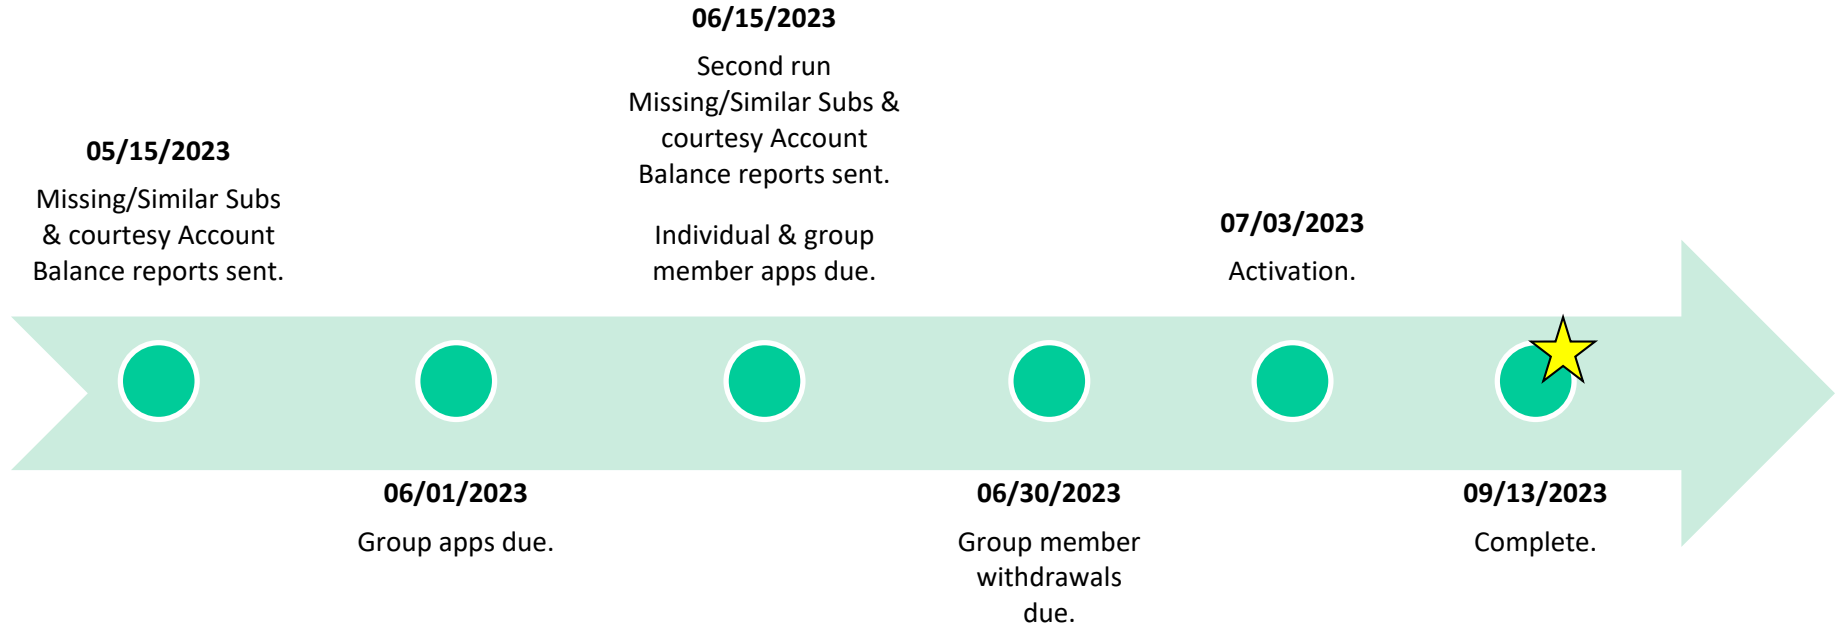 05/15/2023
Missing/Similar Subs
& courtesy Account
Balance reports sent.
06/01/2023
Group apps due.
06/15/2023
Second run
Missing/Similar Subs &
courtesy Account
Balance reports sent.
Individual & group
member apps due.
06/30/2023
Group member
withdrawals
due.
07/03/2023
Activation.
09/13/2023
Complete.